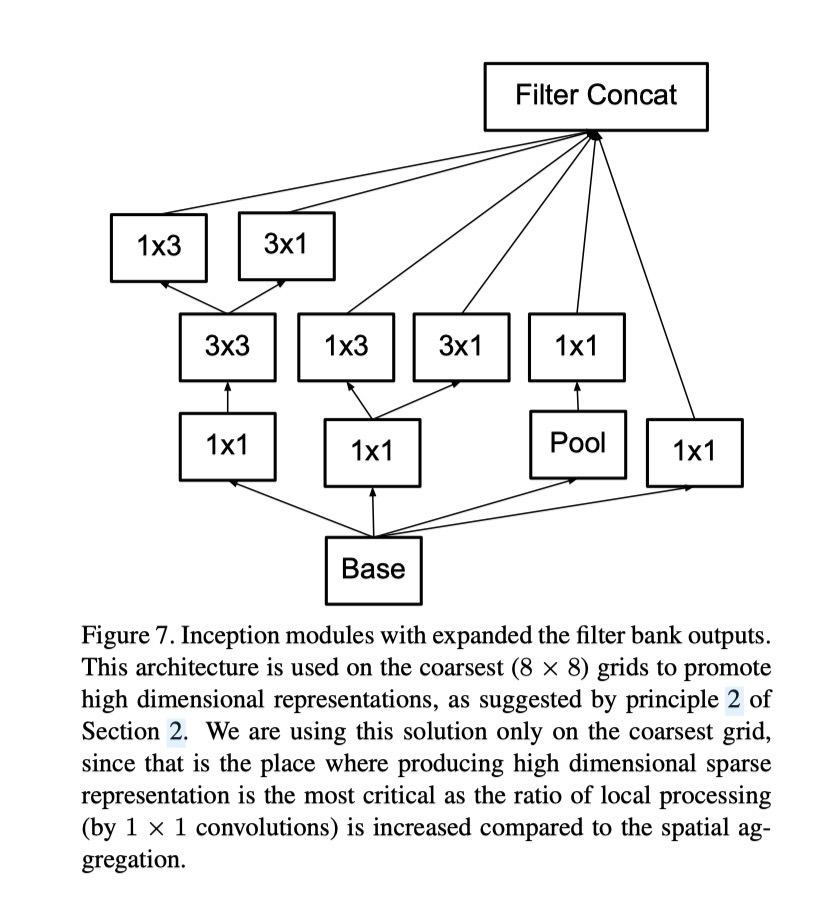 Filter Concat
1x3 3x1
3x3 1x3 3x1 1x1
1x1 1x1 Pool 1x1
Base
Figure 7. Inception modules with expanded the filter bank outputs.
This architecture is used on the coarsest (8 × 8) grids to promote
high dimensional representations, as suggested by principle 2 of
Section 2. We are using this solution only on the coarsest grid,
since that is the place where producing high dimensional sparse
representation is the most critical as the ratio of local processing
(by 1 × 1 convolutions) is increased compared to the spatial ag-
gregation.